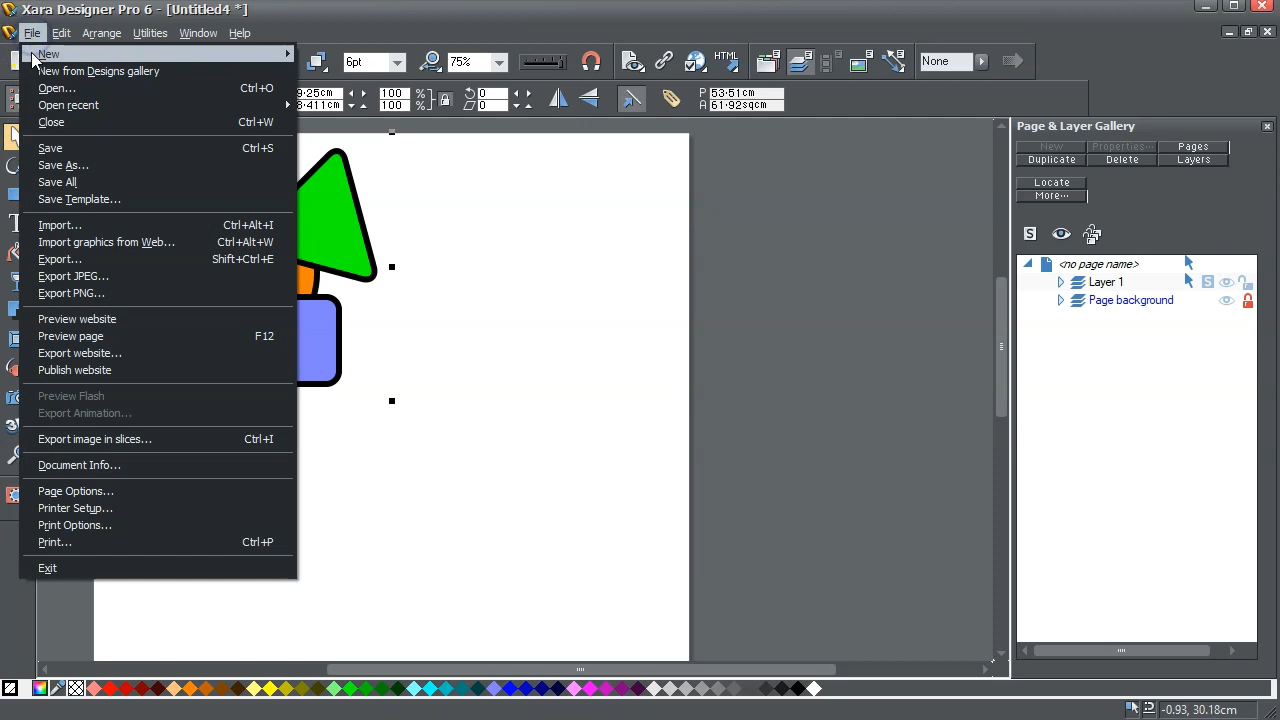 Xara Designer Pro 6 - [Untitled4 *]
File Edit Arrange Utilities Window Help
New
New from Designs gallery
Open... Ctrl+O
Open recent
Close Ctrl+W
Save Ctrl+S
Save As...
Save All
Save Template...
Import... Ctrl+Alt+I
Import graphics from Web... Ctrl+Alt+W
Export... Shift+Ctrl+E
Export JPEG...
Export PNG...
Preview website
Preview page F12
Export website...
Publish website
Preview Flash
Export Animation...
Export image in slices... Ctrl+I
Document Info...
Page Options...
Printer Setup...
Print Options...
Print... Ctrl+P
Exit
6pt 75% HTML None
9.25cm 100 0 P 53.51cm
8.411cm 100 % 0 A 61.92sqcm
Page & Layer Gallery
New Properties... Pages
Duplicate Delete Layers
Locate
More...
S
<no page name>
Layer 1 S
Page background
-0.93, 30.18cm